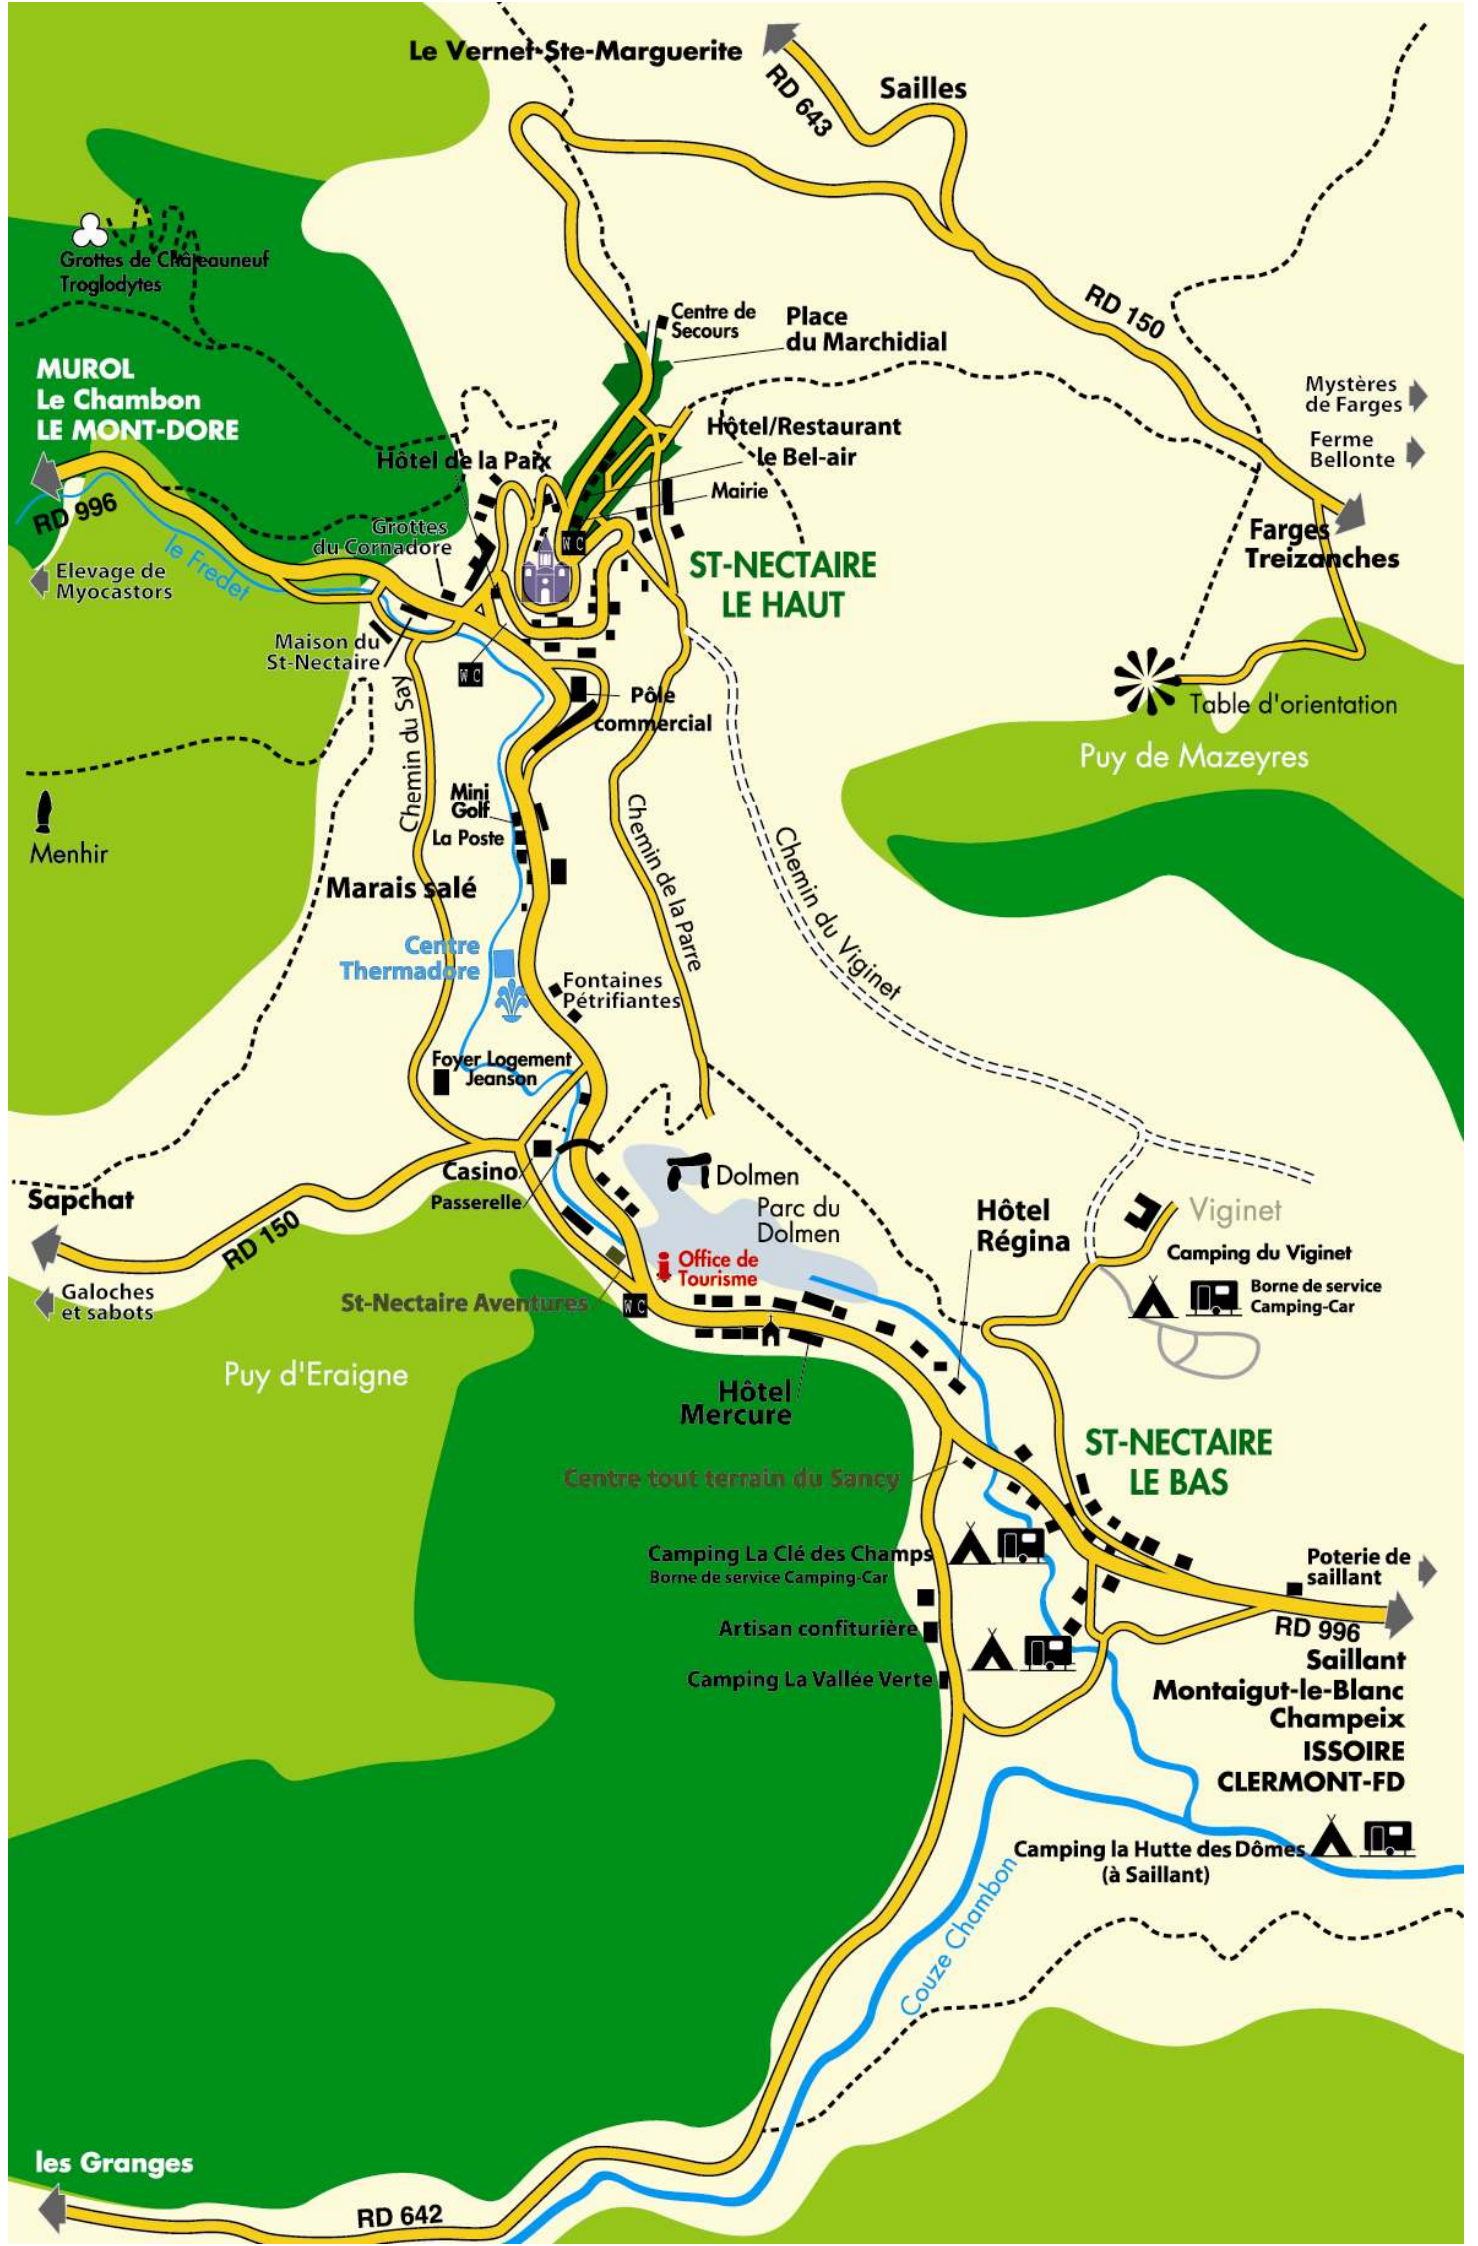 Le Vernet-Ste-Marguerite
RD 643
Sailles
Grottes de Châteauneuf
Troglodytes
Centre de
Secours
Place
du Marchidial
RD 150
MUROL
Le Chambon
LE MONT-DORE
Mystères
de Farges
Ferme
Bellonte
Hôtel/Restaurant
le Bel-air
Hôtel de la Paix
Mairie
RD 996
Grottes
du Cornadore
le Fredet
WC
Farges
Treizanches
Elevage de
Myocastors
ST-NECTAIRE
LE HAUT
Maison du
St-Nectaire
WC
Chemin du Say
Pôle
commercial
Table d'orientation
Puy de Mazeyres
Mini
Golf
La Poste
Menhir
Chemin de la Parre
Chemin du Viginet
Marais salé
Centre
Thermadore
Fontaines
Pétrifiantes
Foyer Logement
Jeanson
Casino
Passerelle
Dolmen
Parc du
Dolmen
Sapchat
RD 150
Hôtel
Régina
Viginet
Camping du Viginet
Borne de service
Camping-Car
Office de
Tourisme
Galoches
et sabots
St-Nectaire Aventures
WC
Puy d'Eraigne
Hôtel
Mercure
ST-NECTAIRE
LE BAS
Centre tout terrain du Sancy
Camping La Clé des Champs
Borne de service Camping-Car
Poterie de
saillant
Artisan confiturière
RD 996
Camping La Vallée Verte
Saillant
Montaigut-le-Blanc
Champeix
ISSOIRE
CLERMONT-FD
Camping la Hutte des Dômes
(à Saillant)
Couze Chambon
les Granges
RD 642